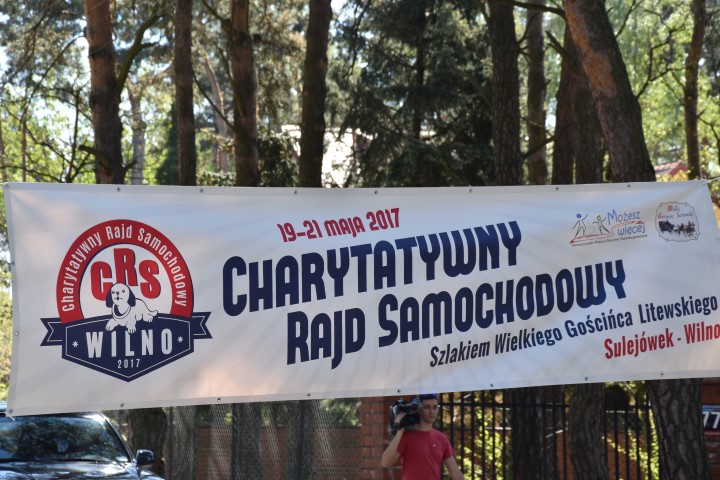 Charytatywny Rajd Samochodowy
CRS
WILNO
2017
19-21 MAJA 2017
CHARYTATYWNY
RAJD SAMOCHODOWY
Szlakiem Wielkiego Gościńca Litewskiego
Sulejówek - Wilno
Możesz
więcej